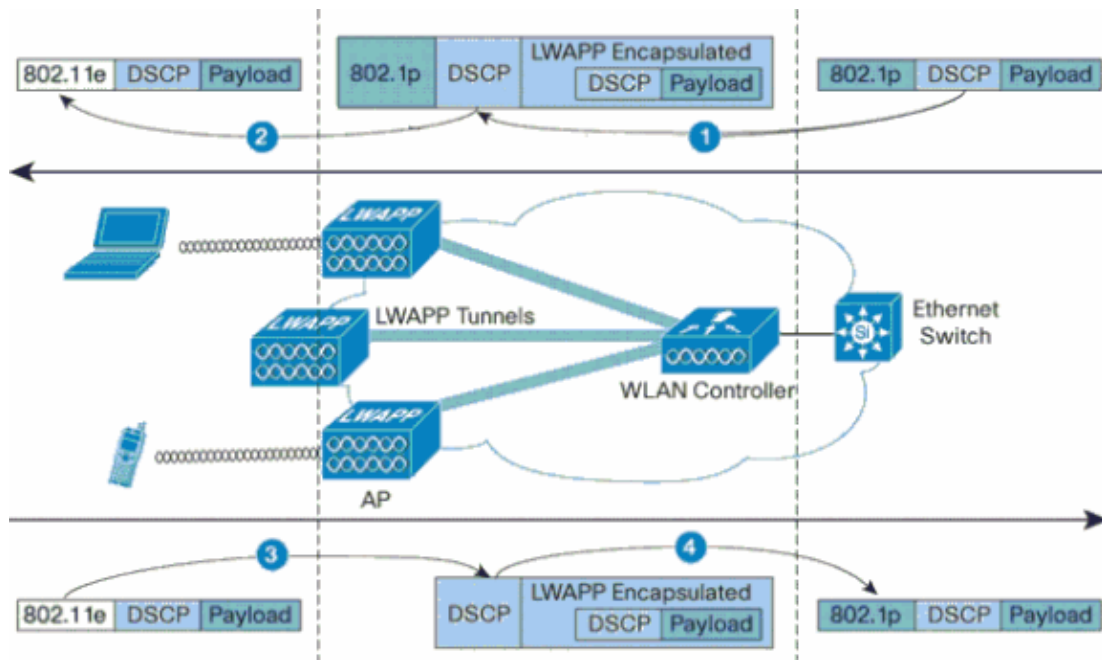 802.11e DSCP Payload
802.1p DSCP LWAPP Encapsulated
DSCP Payload
802.1p DSCP Payload
2
1
LWAPP
LWAPP
LWAPP Tunnels
LWAPP
AP
WLAN Controller
Si
Ethernet
Switch
3
4
802.11e DSCP Payload
DSCP LWAPP Encapsulated
DSCP Payload
802.1p DSCP Payload